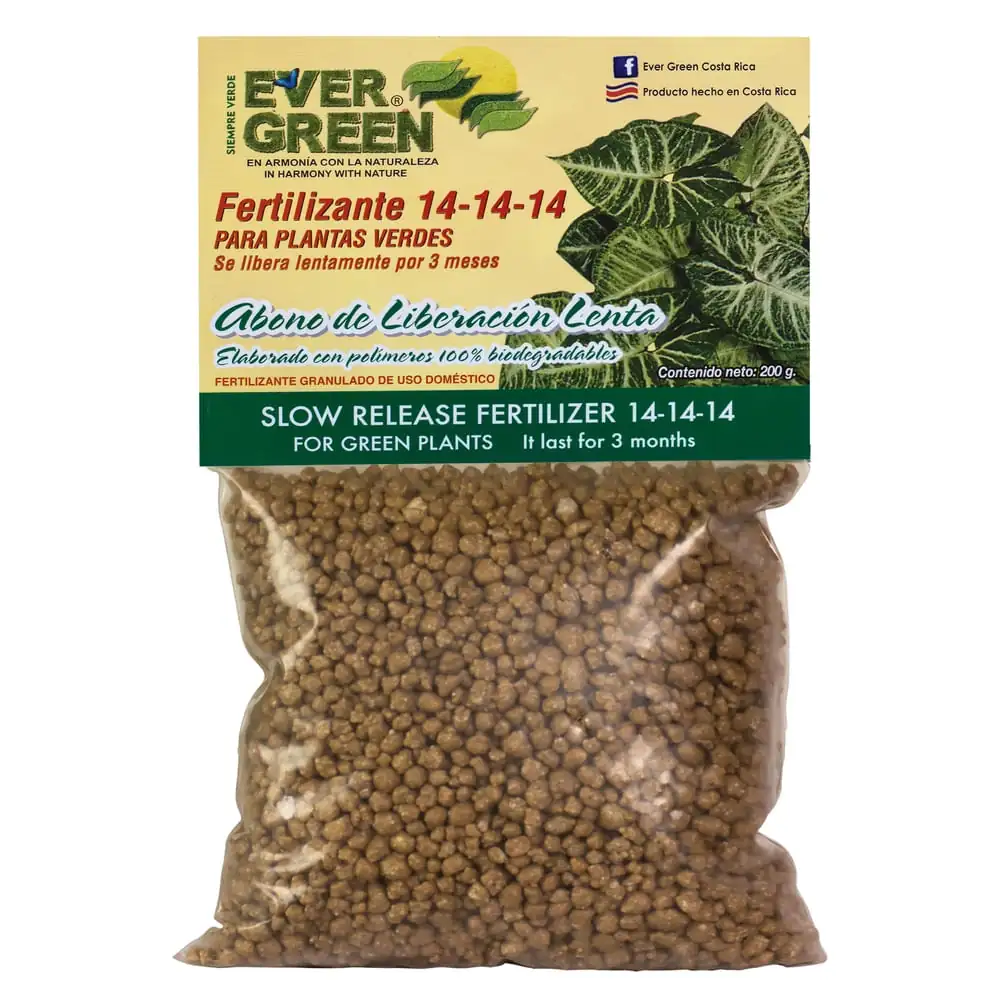 SIEMPRE VERDE
EVER
GREEN®
EN ARMONÍA CON LA NATURALEZA
IN HARMONY WITH NATURE
f Ever Green Costa Rica
Producto hecho en Costa Rica
Fertilizante 14-14-14
PARA PLANTAS VERDES
Se libera lentamente por 3 meses
Abono de Liberación Lenta
Elaborado con polímeros 100% biodegradables
FERTILIZANTE GRANULADO DE USO DOMÉSTICO
Contenido neto: 200 g.
SLOW RELEASE FERTILIZER 14-14-14
FOR GREEN PLANTS It last for 3 months